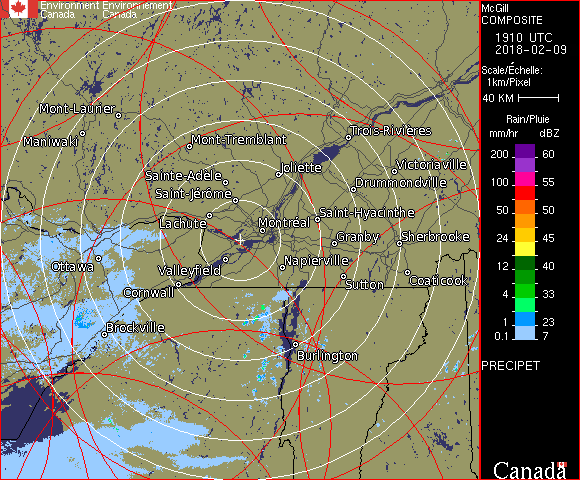 Environment Environnement
Canada Canada
McGill
COMPOSITE
1910 UTC
2018-02-09
Scale/Échelle:
1km/Pixel
40 KM
Rain/Pluie
mm/hr dBZ
200 60
150 57
100 55
50 50
24 45
12 40
4 33
1 23
0.1 7
PRECIPET
Canada
Mont-Laurier
Maniwaki
Mont-Tremblant
Trois-Rivières
Sainte-Adèle
Joliette
Victoriaville
Saint-Jérôme
Drummondville
Lachute
Montréal
Saint-Hyacinthe
Granby
Sherbrooke
Ottawa
Valleyfield
Napierville
Cornwall
Sutton
Coaticook
Brockville
Burlington